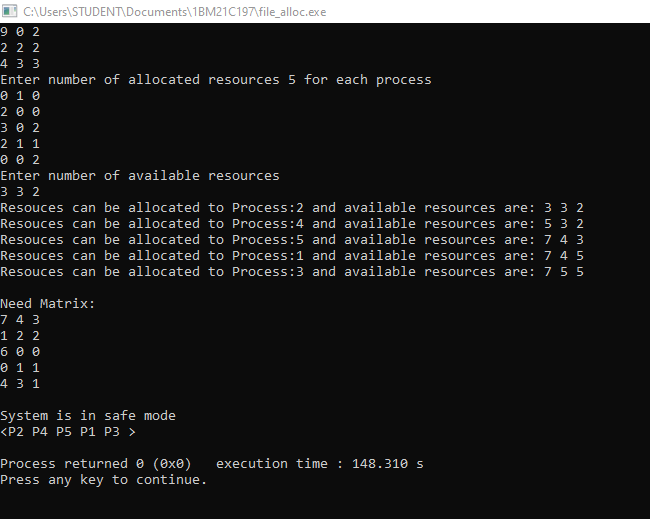 C:\Users\STUDENT\Documents\1BM21C197\file_alloc.exe
9 0 2
2 2 2
4 3 3
Enter number of allocated resources 5 for each process
0 1 0
2 0 0
3 0 2
2 1 1
0 0 2
Enter number of available resources
3 3 2
Resouces can be allocated to Process:2 and available resources are: 3 3 2
Resouces can be allocated to Process:4 and available resources are: 5 3 2
Resouces can be allocated to Process:5 and available resources are: 7 4 3
Resouces can be allocated to Process:1 and available resources are: 7 4 5
Resouces can be allocated to Process:3 and available resources are: 7 5 5
Need Matrix:
7 4 3
1 2 2
6 0 0
0 1 1
4 3 1
System is in safe mode
<P2 P4 P5 P1 P3 >
Process returned 0 (0x0)   execution time : 148.310 s
Press any key to continue.